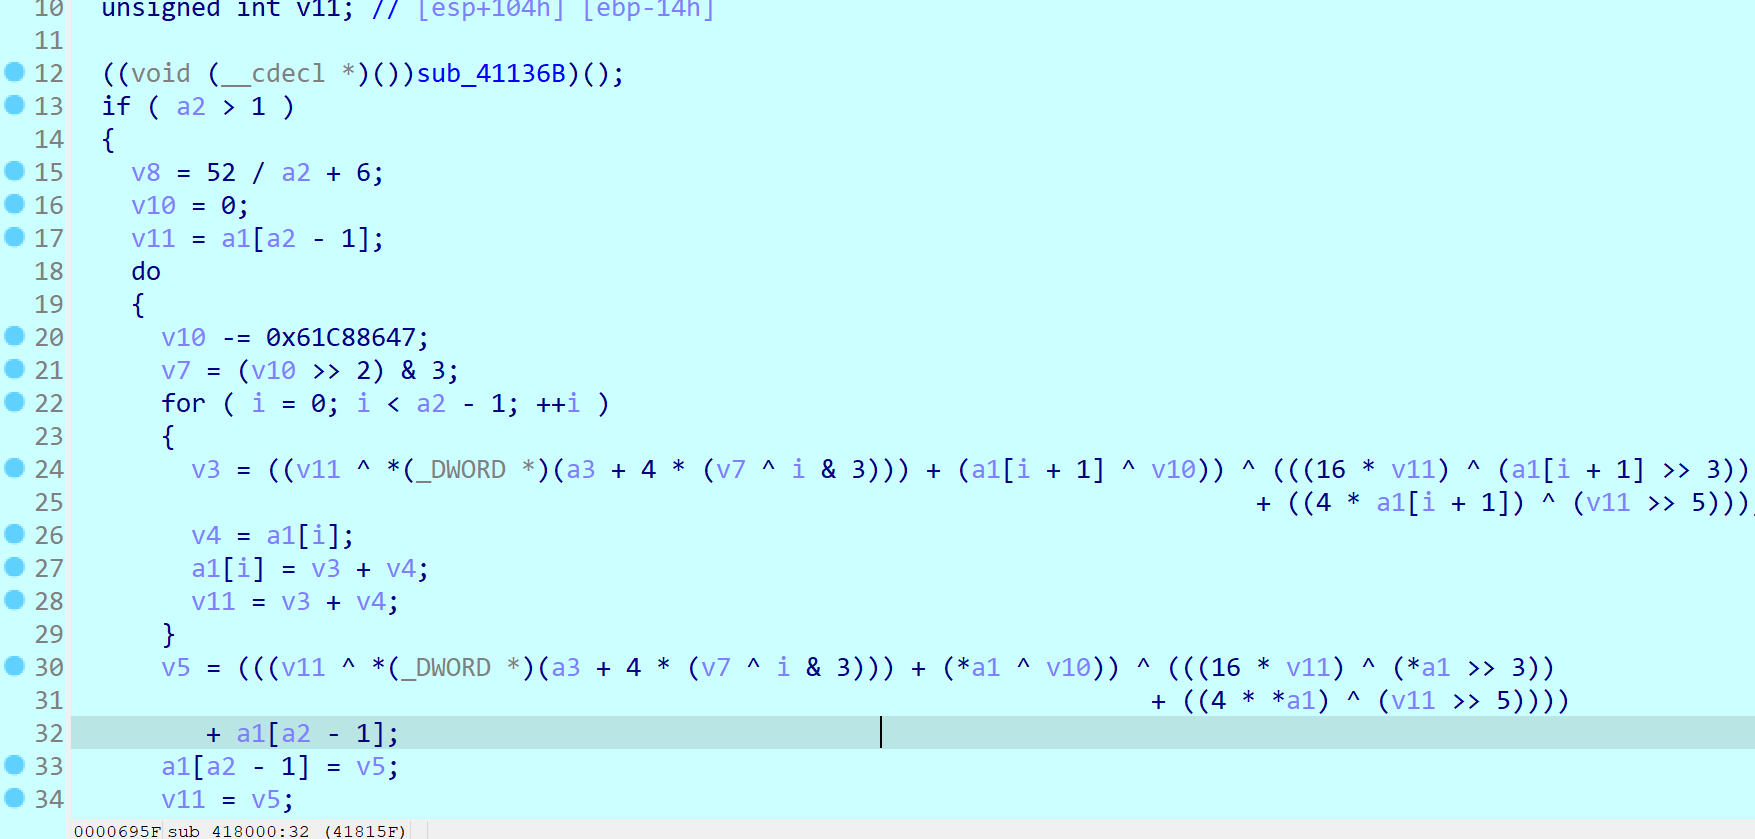 10 unsigned int v11; // [esp+104h] [ebp-14h]
11
12 ((void (__cdecl *)())sub_41136B)();
13 if ( a2 > 1 )
14 {
15 v8 = 52 / a2 + 6;
16 v10 = 0;
17 v11 = a1[a2 - 1];
18 do
19 {
20 v10 -= 0x61C88647;
21 v7 = (v10 >> 2) & 3;
22 for ( i = 0; i < a2 - 1; ++i )
23 {
24 v3 = ((v11 ^ *(_DWORD *)(a3 + 4 * (v7 ^ i & 3))) + (a1[i + 1] ^ v10)) ^ (((16 * v11) ^ (a1[i + 1] >> 3))
25 + ((4 * a1[i + 1]) ^ (v11 >> 5)));
26 v4 = a1[i];
27 a1[i] = v3 + v4;
28 v11 = v3 + v4;
29 }
30 v5 = (((v11 ^ *(_DWORD *)(a3 + 4 * (v7 ^ i & 3))) + (*a1 ^ v10)) ^ (((16 * v11) ^ (*a1 >> 3))
31 + ((4 * *a1) ^ (v11 >> 5))))
32 + a1[a2 - 1];
33 a1[a2 - 1] = v5;
34 v11 = v5;
0000695F sub_418000:32 (41815F)